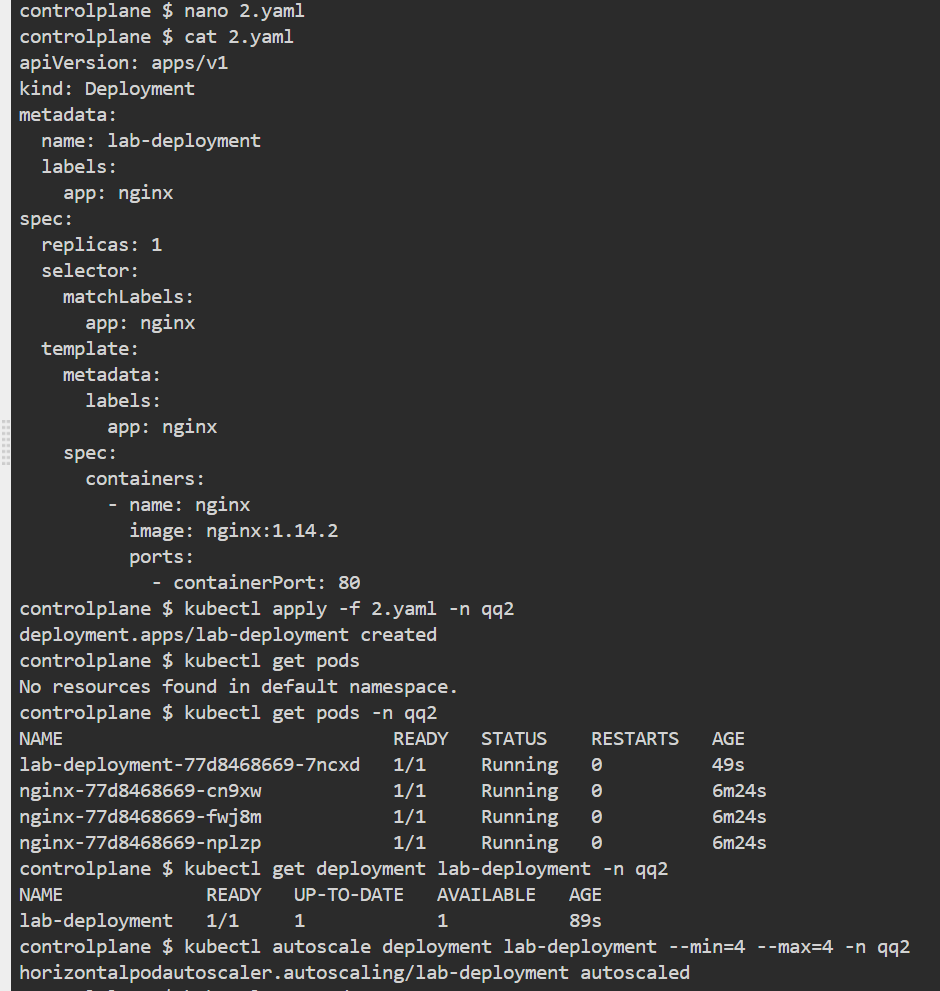 controlplane $ nano 2.yaml
controlplane $ cat 2.yaml
apiVersion: apps/v1
kind: Deployment
metadata:
  name: lab-deployment
  labels:
    app: nginx
spec:
  replicas: 1
  selector:
    matchLabels:
      app: nginx
  template:
    metadata:
      labels:
        app: nginx
    spec:
      containers:
        - name: nginx
          image: nginx:1.14.2
          ports:
            - containerPort: 80
controlplane $ kubectl apply -f 2.yaml -n qq2
deployment.apps/lab-deployment created
controlplane $ kubectl get pods
No resources found in default namespace.
controlplane $ kubectl get pods -n qq2
NAME                              READY   STATUS    RESTARTS   AGE
lab-deployment-77d8468669-7ncxd   1/1     Running   0          49s
nginx-77d8468669-cn9xw            1/1     Running   0          6m24s
nginx-77d8468669-fwj8m            1/1     Running   0          6m24s
nginx-77d8468669-nplzp            1/1     Running   0          6m24s
controlplane $ kubectl get deployment lab-deployment -n qq2
NAME             READY   UP-TO-DATE   AVAILABLE   AGE
lab-deployment   1/1     1            1           89s
controlplane $ kubectl autoscale deployment lab-deployment --min=4 --max=4 -n qq2
horizontalpodautoscaler.autoscaling/lab-deployment autoscaled